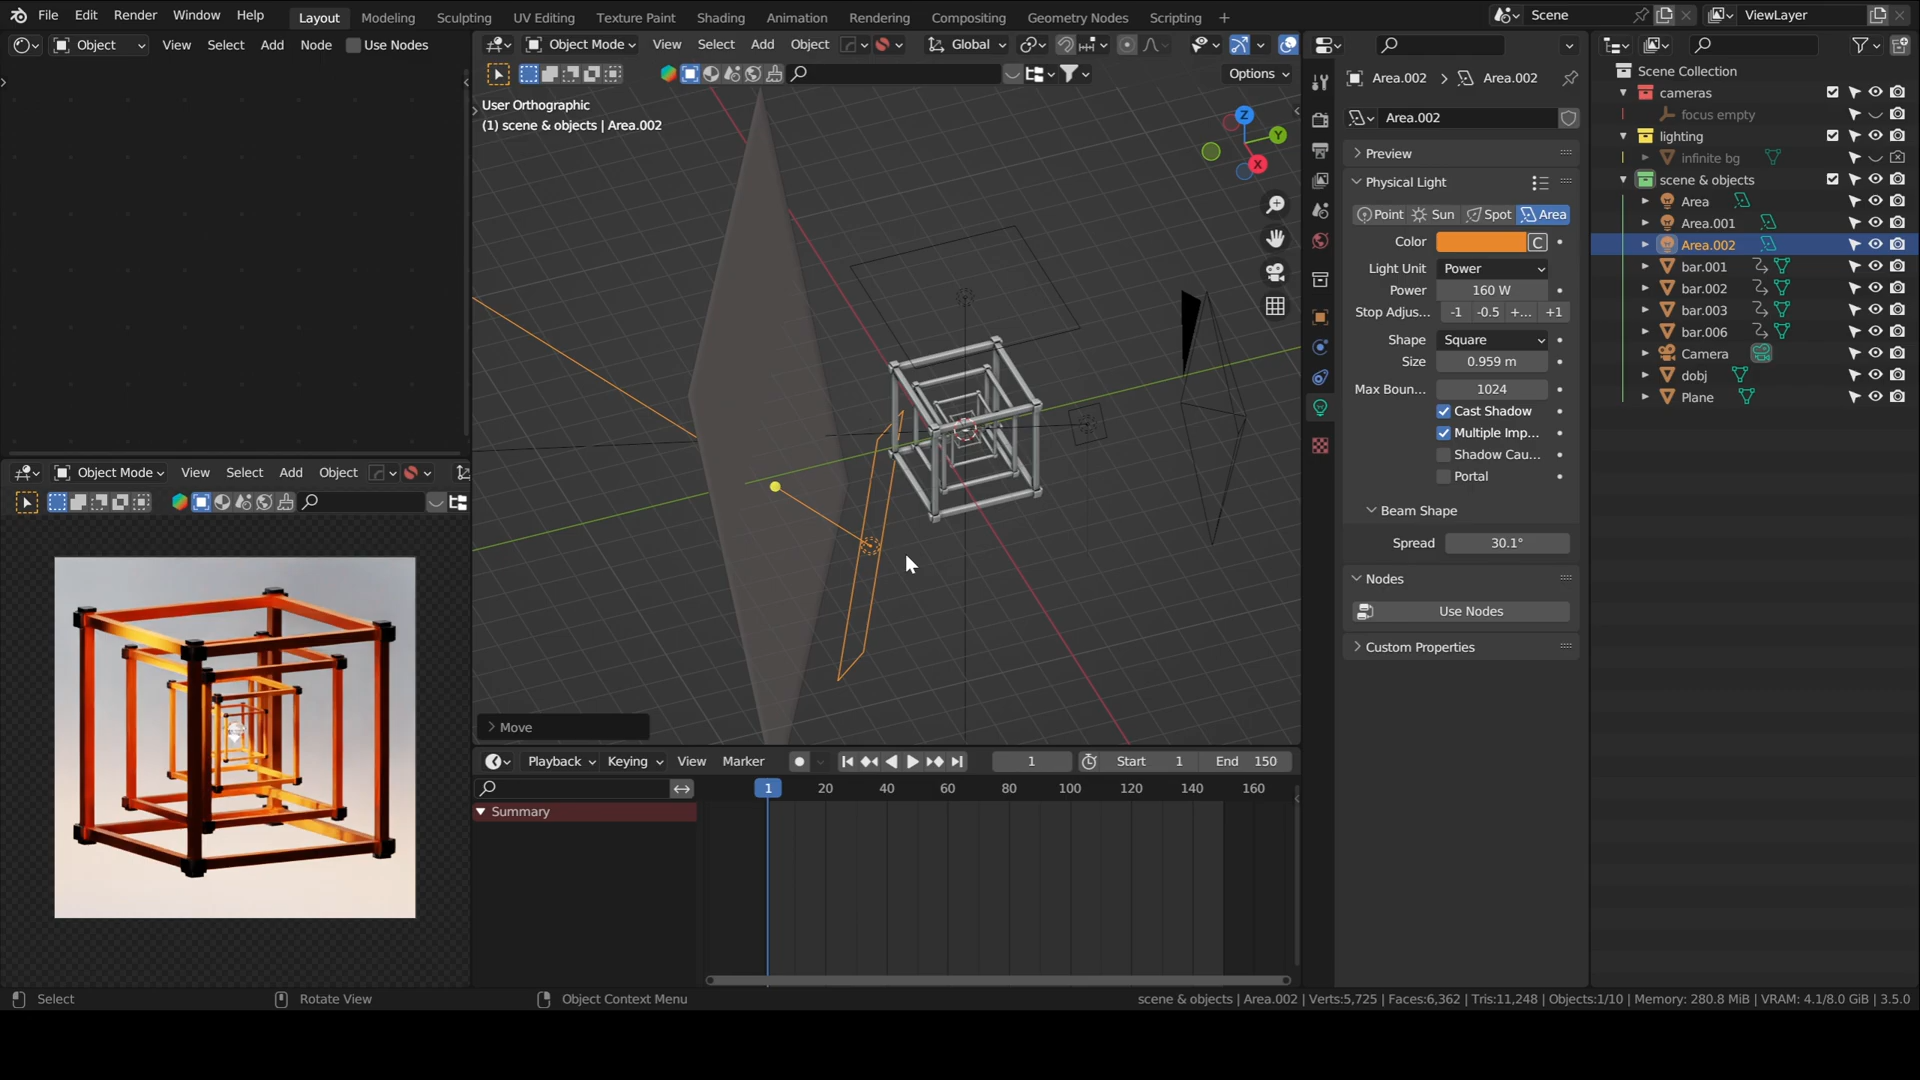 File Edit Render Window Help Layout Modeling Sculpting UV Editing Texture Paint Shading Animation Rendering Compositing Geometry Nodes Scripting + Scene ViewLayer
Object View Select Add Node Use Nodes
Object Mode View Select Add Object Global
Options
User Orthographic
(1) scene & objects | Area.002
Z
Y
X
> Move
Object Mode View Select Add Object
Playback Keying View Marker 1 Start 1 End 150
1 20 40 60 80 100 120 140 160
Summary
Area.002 > Area.002
Area.002
Preview
Physical Light
Point Sun Spot Area
Color C
Light Unit Power
Power 160 W
Stop Adjus... -1 -0.5 +... +1
Shape Square
Size 0.959 m
Max Boun... 1024
Cast Shadow
Multiple Imp...
Shadow Cau...
Portal
Beam Shape
Spread 30.1°
Nodes
Use Nodes
Custom Properties
Scene Collection
cameras
focus empty
lighting
infinite bg
scene & objects
Area
Area.001
Area.002
bar.001
bar.002
bar.003
bar.006
Camera
dobj
Plane
Select Rotate View Object Context Menu scene & objects | Area.002 | Verts:5,725 | Faces:6,362 | Tris:11,248 | Objects:1/10 | Memory: 280.8 MiB | VRAM: 4.1/8.0 GiB | 3.5.0